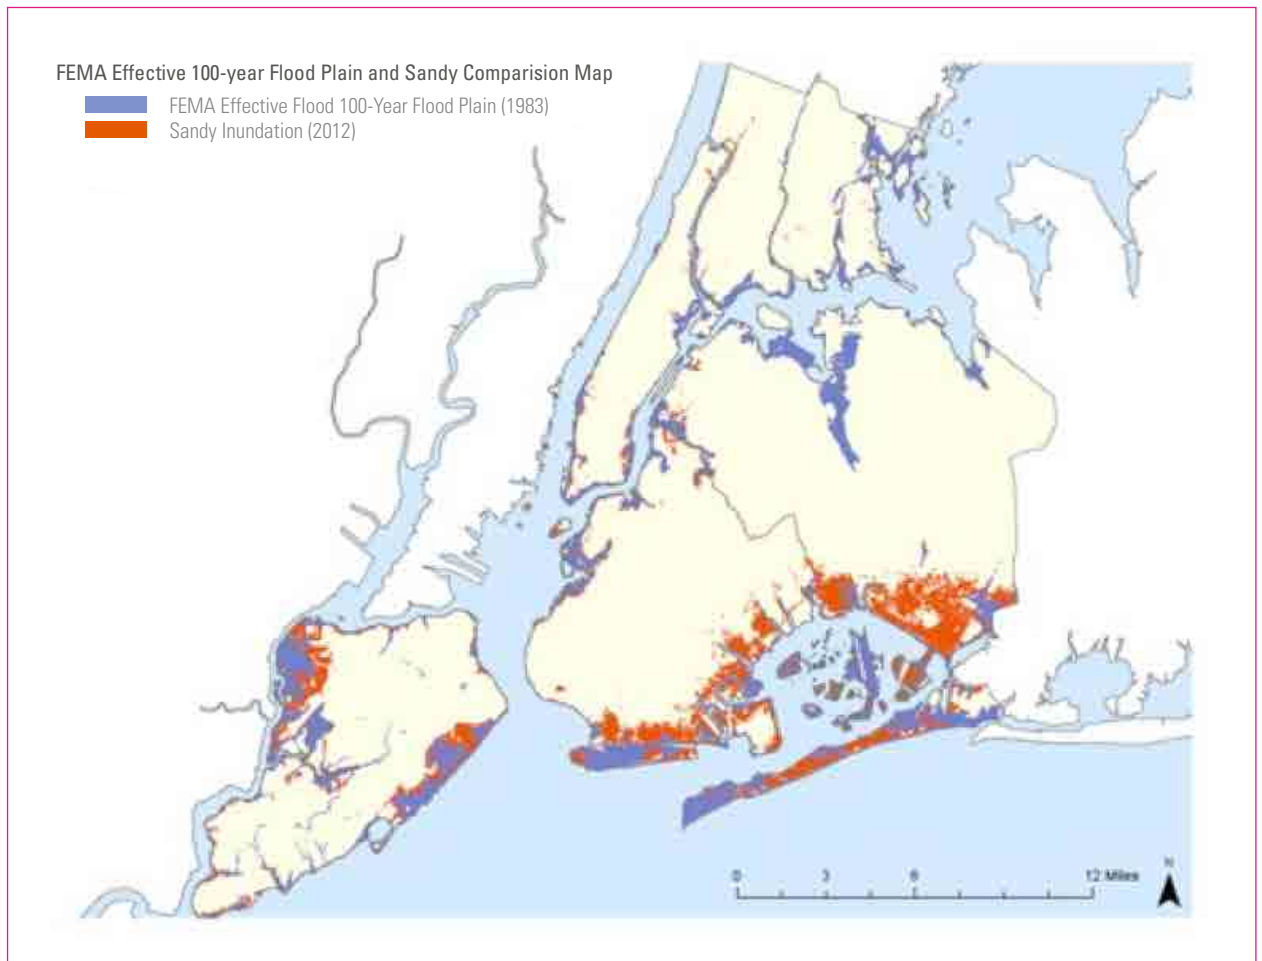 FEMA Effective 100-year Flood Plain and Sandy Comparision Map
FEMA Effective Flood 100-Year Flood Plain (1983)
Sandy Inundation (2012)
N
0 3 6 12 Miles